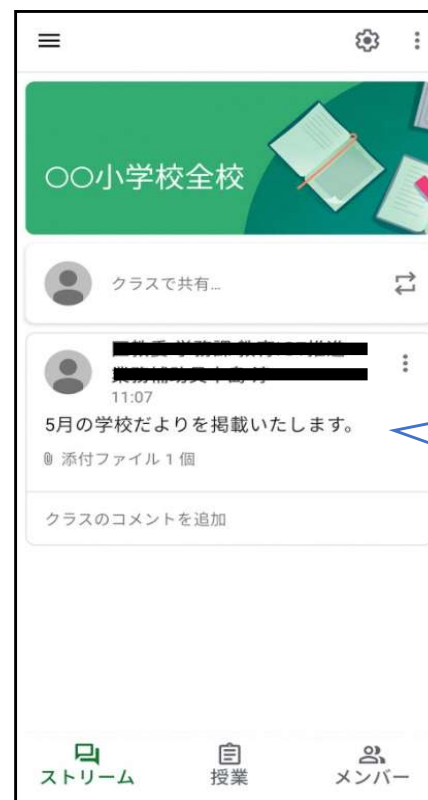 〇〇小学校全校
クラスで共有…
11:07
5月の学校だよりを掲載いたします。
添付ファイル 1 個
クラスのコメントを追加
ストリーム
授業
メンバー